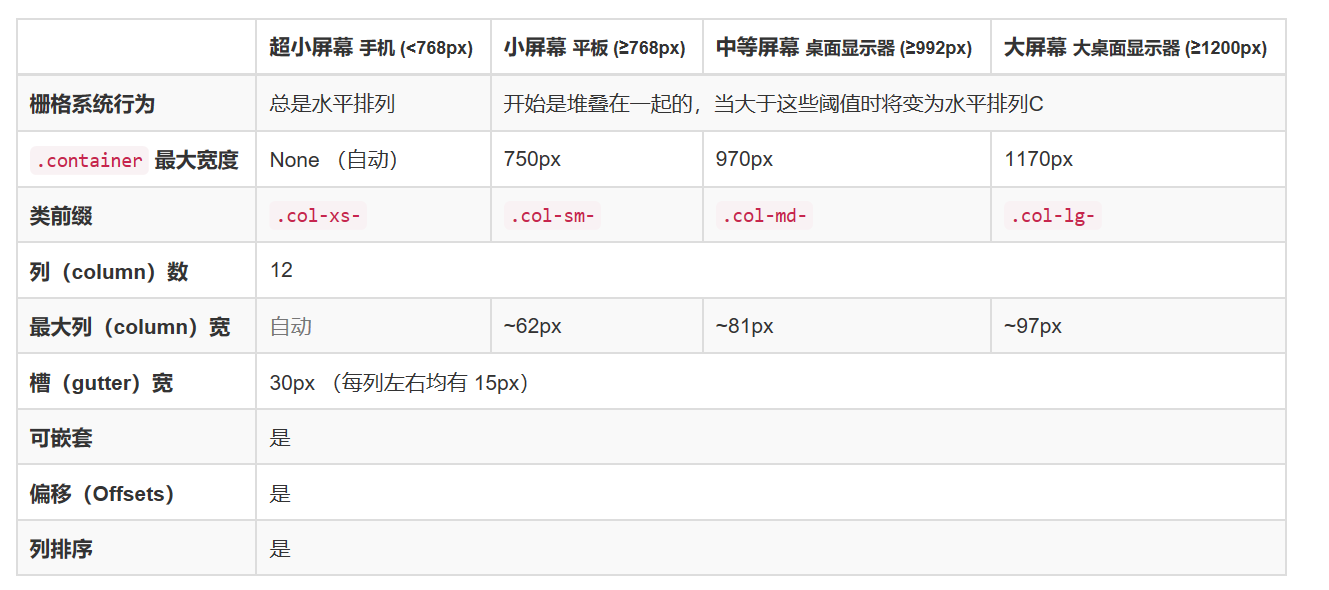 超小屏幕 手机 (<768px) 小屏幕 平板 (≥768px) 中等屏幕 桌面显示器 (≥992px) 大屏幕 大桌面显示器 (≥1200px)
栅格系统行为 总是水平排列 开始是堆叠在一起的，当大于这些阈值时将变为水平排列C
.container 最大宽度 None （自动） 750px 970px 1170px
类前缀 .col-xs- .col-sm- .col-md- .col-lg-
列（column）数 12
最大列（column）宽 自动 ~62px ~81px ~97px
槽（gutter）宽 30px （每列左右均有 15px）
可嵌套 是
偏移（Offsets） 是
列排序 是